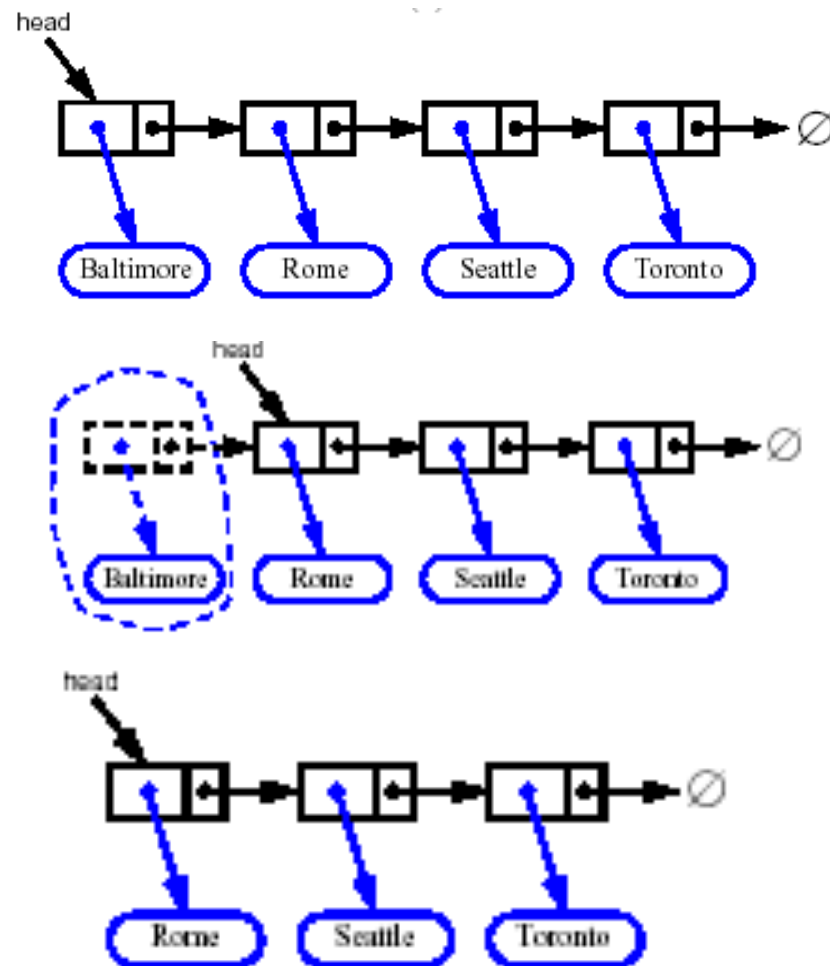 head
∅
Baltimore Rome Seattle Toronto
head
∅
Baltimore Rome Seattle Toronto
head
∅
Rome Seattle Toronto